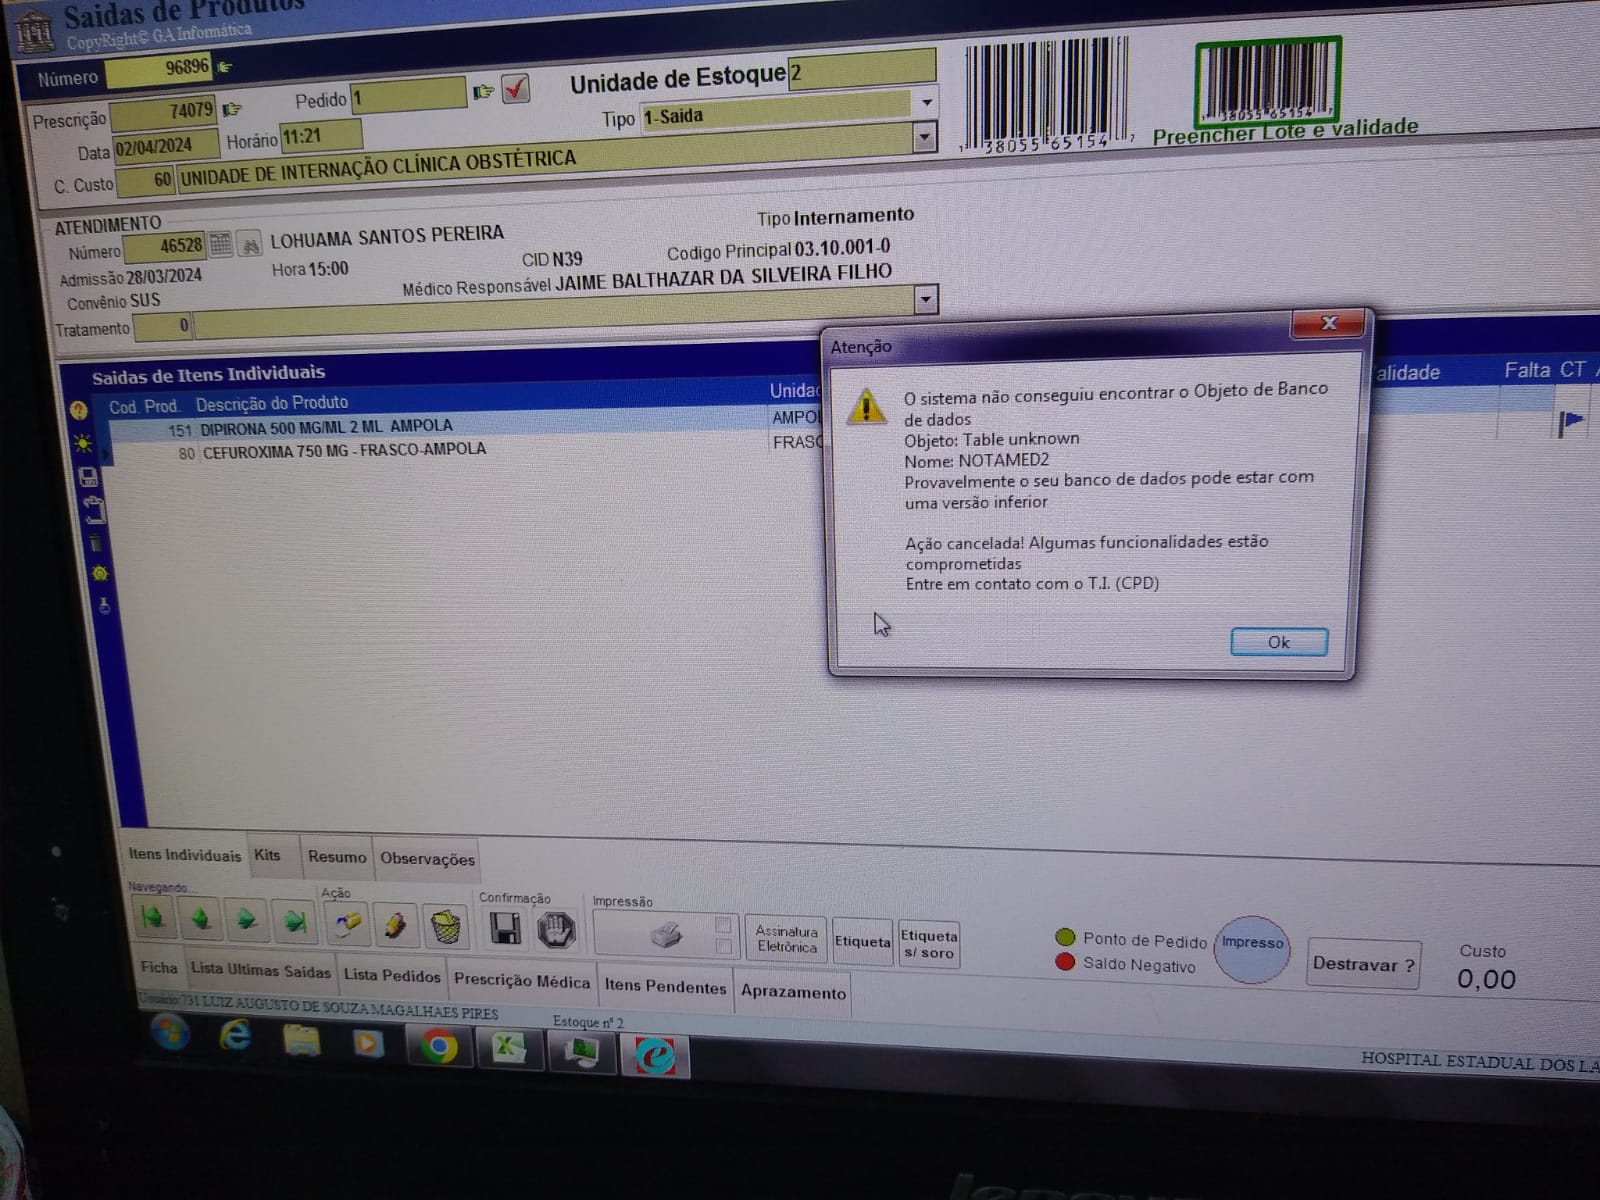 Saidas de Produtos
CopyRight© GA Informática
Número 96896
Prescrição 74079 Pedido 1 Unidade de Estoque 2
Tipo 1-Saida
Data 02/04/2024 Horário 11:21
C. Custo 60 UNIDADE DE INTERNAÇÃO CLÍNICA OBSTÉTRICA
38055 65154
38055 65154
Preencher Lote e validade
ATENDIMENTO
Número 46528 LOHUAMA SANTOS PEREIRA Tipo Internamento
Admissão 28/03/2024 Hora 15:00 CID N39 Codigo Principal 03.10.001-0
Convênio SUS Médico Responsável JAIME BALTHAZAR DA SILVEIRA FILHO
Tratamento 0
Saidas de Itens Individuais
Cod. Prod. Descrição do Produto Unidad alidade Falta CT
151 DIPIRONA 500 MG/ML 2 ML AMPOLA AMPOL
80 CEFUROXIMA 750 MG - FRASCO-AMPOLA FRASC
Atenção
O sistema não conseguiu encontrar o Objeto de Banco
de dados
Objeto: Table unknown
Nome: NOTAMED2
Provavelmente o seu banco de dados pode estar com
uma versão inferior
Ação cancelada! Algumas funcionalidades estão
comprometidas
Entre em contato com o T.I. (CPD)
Ok
Itens Individuais Kits Resumo Observações
Navegando... Ação Confirmação Impressão
Assinatura
Eletrônica
Etiqueta
Etiqueta
s/ soro
Ponto de Pedido
Saldo Negativo
Impresso
Destravar ?
Custo
0,00
Ficha Lista Ultimas Saidas Lista Pedidos Prescrição Médica Itens Pendentes Aprazamento
Usuário:731 LUIZ AUGUSTO DE SOUZA MAGALHAES PIRES Estoque nº 2
HOSPITAL ESTADUAL DOS LA